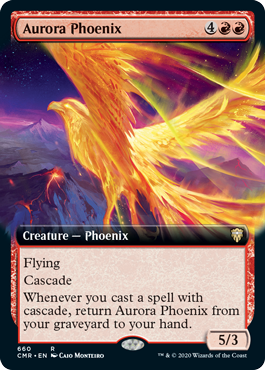 Aurora Phoenix 4
Creature — Phoenix
Flying
Cascade
Whenever you cast a spell with
cascade, return Aurora Phoenix from
your graveyard to your hand.
5/3
660 R
CMR • EN Caio Monteiro
™ & © 2020 Wizards of the Coast